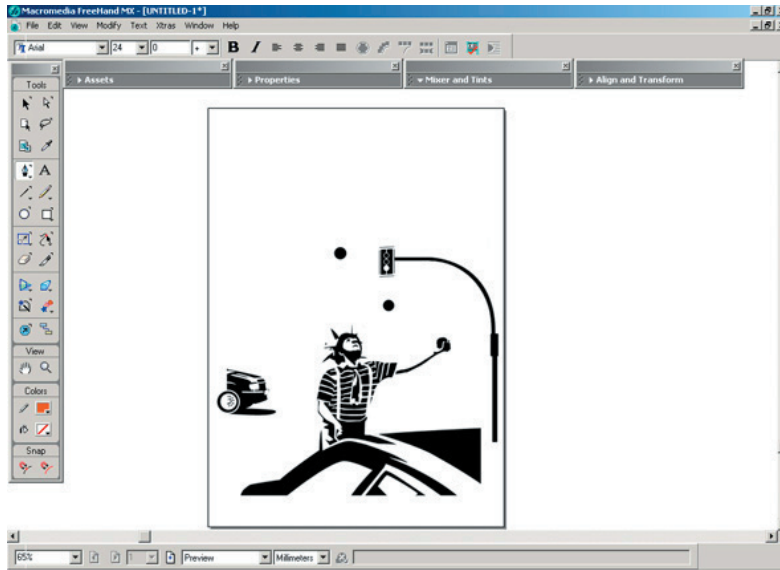 Macromedia FreeHand MX - [UNTITLED-1*]
File Edit View Modify Text Xtras Window Help
Arial 24 0 + B I
Assets Properties Mixer and Tints Align and Transform
Tools
A
View
Colors
Snap
65% 1 Preview Millimeters